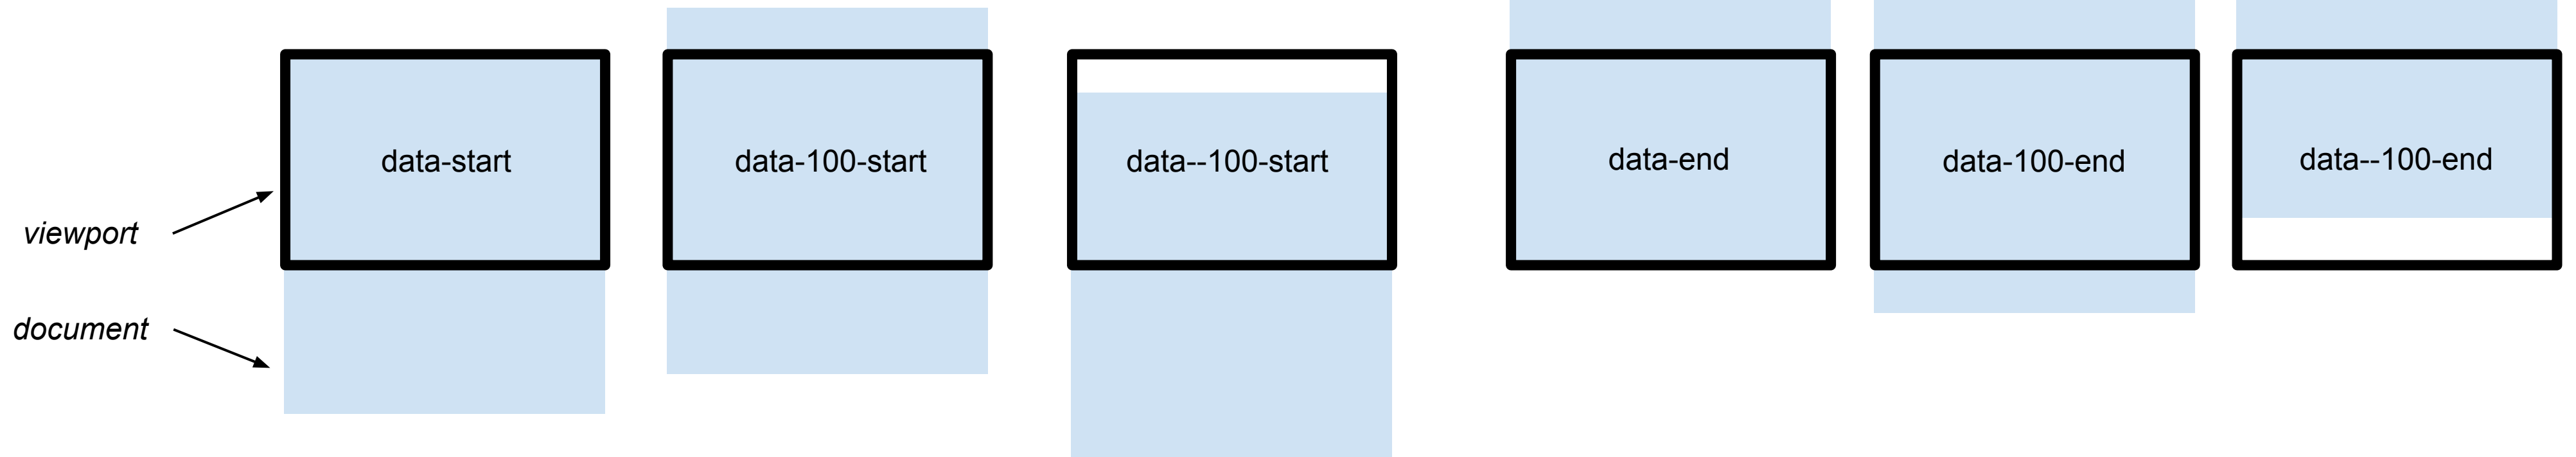 data-start
data-100-start
data--100-start
data-end
data-100-end
data--100-end
viewport
document